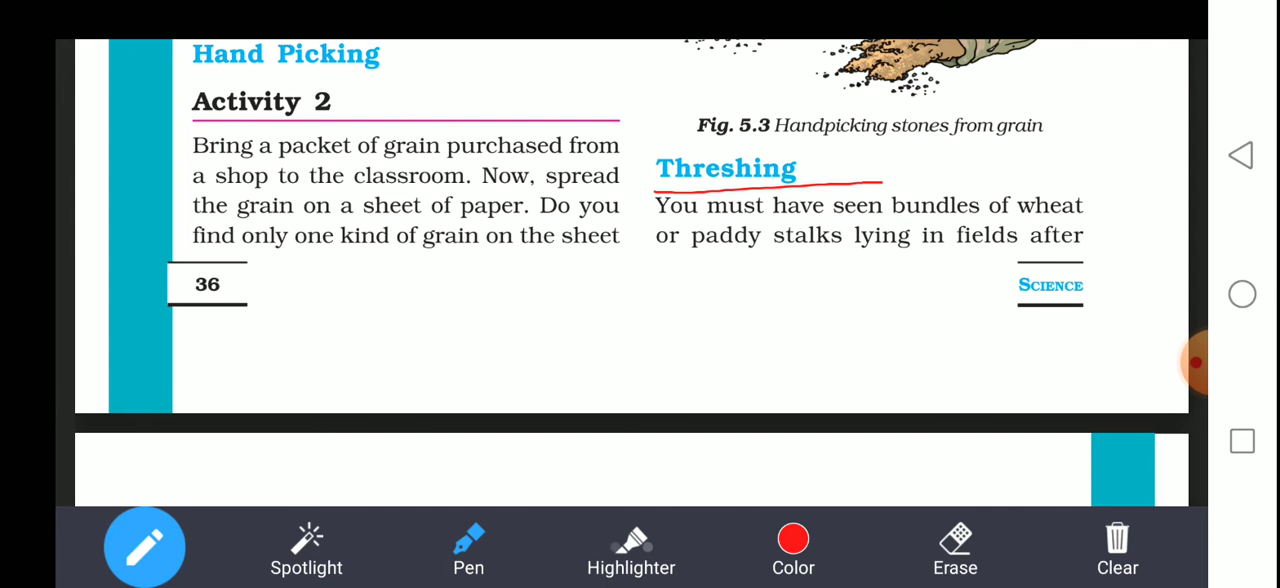 Hand Picking
Activity 2
Bring a packet of grain purchased from
a shop to the classroom. Now, spread
the grain on a sheet of paper. Do you
find only one kind of grain on the sheet
36
Fig. 5.3 Handpicking stones from grain
Threshing
You must have seen bundles of wheat
or paddy stalks lying in fields after
SCIENCE
Spotlight
Pen
Highlighter
Color
Erase
Clear